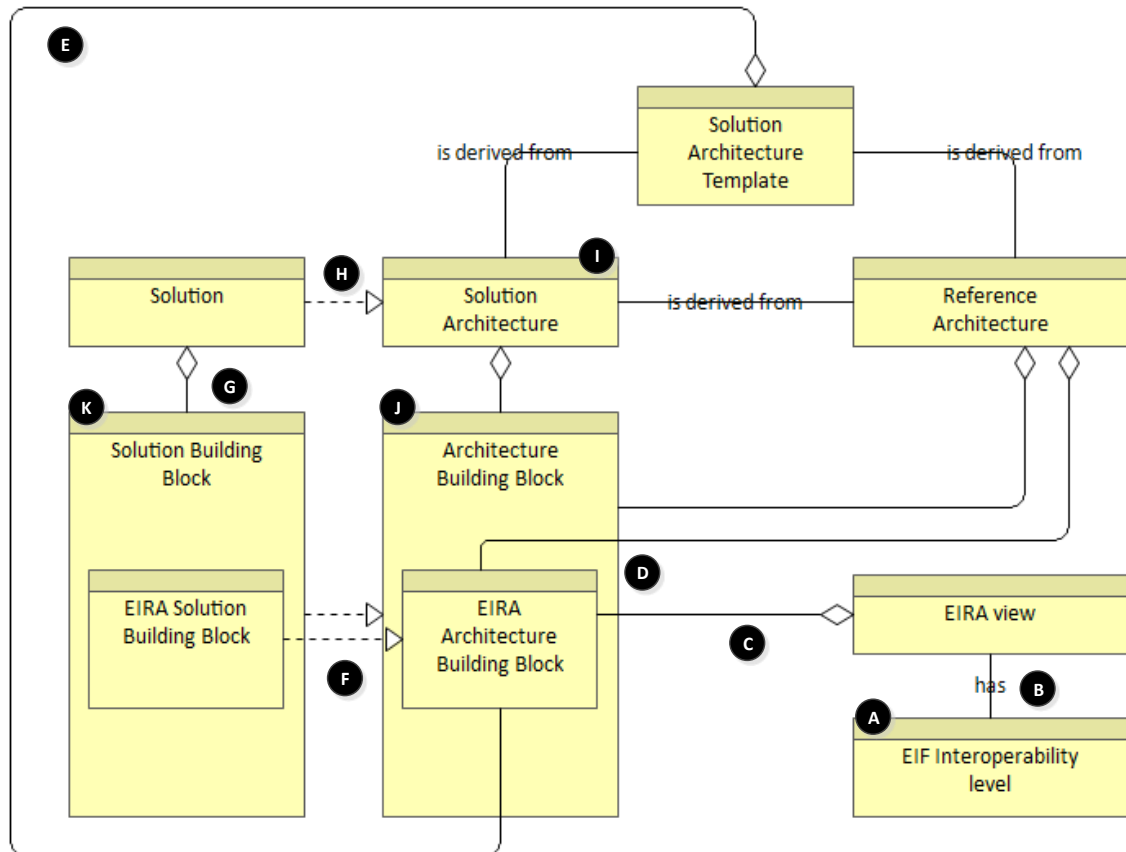 E
Solution
Architecture
Template
is derived from
is derived from
H
I
Solution
Solution
Architecture
is derived from
Reference
Architecture
G
K
J
Solution Building
Block
Architecture
Building Block
D
EIRA Solution
Building Block
EIRA
Architecture
Building Block
EIRA view
C
F
has
B
A
EIF Interoperability
level